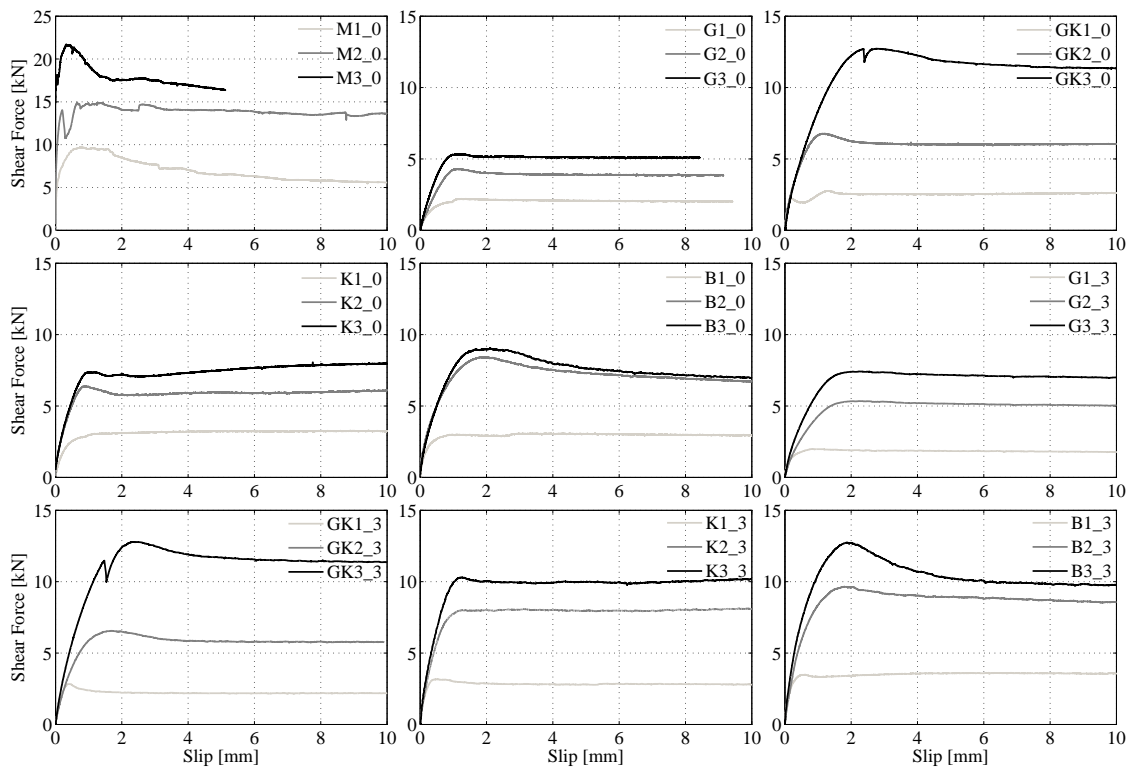 25
20
15
10
5
0
0 2 4 6 8 10
Shear Force [kN]
M1_0
M2_0
M3_0
15
10
5
0
0 2 4 6 8 10
G1_0
G2_0
G3_0
15
10
5
0
0 2 4 6 8 10
Shear Force [kN]
GK1_0
GK2_0
GK3_0
15
10
5
0
0 2 4 6 8 10
Shear Force [kN]
K1_0
K2_0
K3_0
15
10
5
0
0 2 4 6 8 10
B1_0
B2_0
B3_0
15
10
5
0
0 2 4 6 8 10
G1_3
G2_3
G3_3
15
10
5
0
0 2 4 6 8 10
Shear Force [kN]
Slip [mm]
GK1_3
GK2_3
GK3_3
15
10
5
0
0 2 4 6 8 10
Slip [mm]
K1_3
K2_3
K3_3
15
10
5
0
0 2 4 6 8 10
Slip [mm]
B1_3
B2_3
B3_3